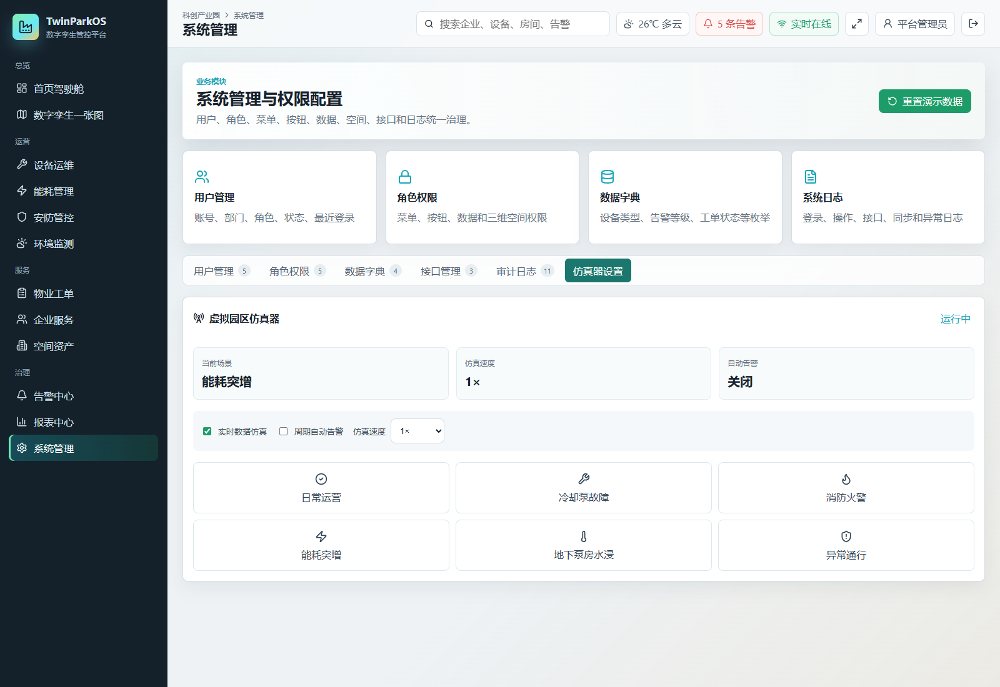 TwinParkOS
数字孪生管控平台
总览
首页驾驶舱
数字孪生一张图
运营
设备运维
能耗管理
安防管控
环境监测
服务
物业工单
企业服务
空间资产
治理
告警中心
报表中心
系统管理
科创产业园 > 系统管理
系统管理
搜索企业、设备、房间、告警
26℃ 多云
5 条告警
实时在线
平台管理员
业务模块
系统管理与权限配置
用户、角色、菜单、按钮、数据、空间、接口和日志统一治理。
重置演示数据
用户管理
账号、部门、角色、状态、最近登录
角色权限
菜单、按钮、数据和三维空间权限
数据字典
设备类型、告警等级、工单状态等枚举
系统日志
登录、操作、接口、同步和异常日志
用户管理 5 角色权限 5 数据字典 4 接口管理 3 审计日志 11 仿真器设置
虚拟园区仿真器
运行中
当前场景
能耗突增
仿真速度
1×
自动告警
关闭
实时数据仿真 周期自动告警 仿真速度 1×
日常运营
冷却泵故障
消防火警
能耗突增
地下泵房水浸
异常通行